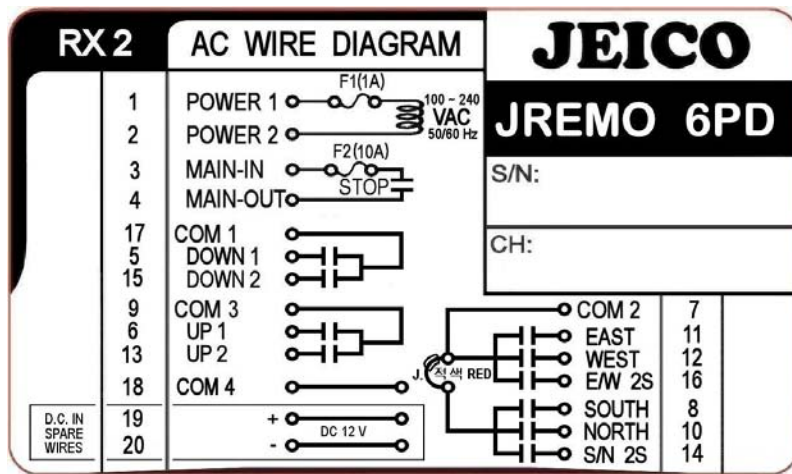 RX 2 AC WIRE DIAGRAM
JEICO
JREMO 6PD
S/N:
CH:
F1(1A)
1 POWER 1
100 ~ 240
VAC
50/60 Hz
2 POWER 2
F2(10A)
3 MAIN-IN
STOP
4 MAIN-OUT
17 COM 1
5 DOWN 1
15 DOWN 2
9 COM 3
6 UP 1
13 UP 2
18 COM 4
J. 적색 RED
D.C. IN
SPARE
WIRES
19 + DC 12 V
20 -
COM 2 7
EAST 11
WEST 12
E/W 2S 16
SOUTH 8
NORTH 10
S/N 2S 14